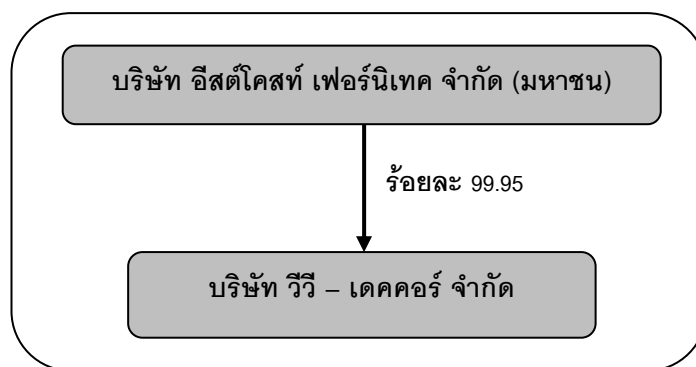 บริษัท อีสต์โคสท์ เฟอร์นิเทค จำกัด (มหาชน)
ร้อยละ 99.95
บริษัท วีวี – เดคคอร์ จำกัด